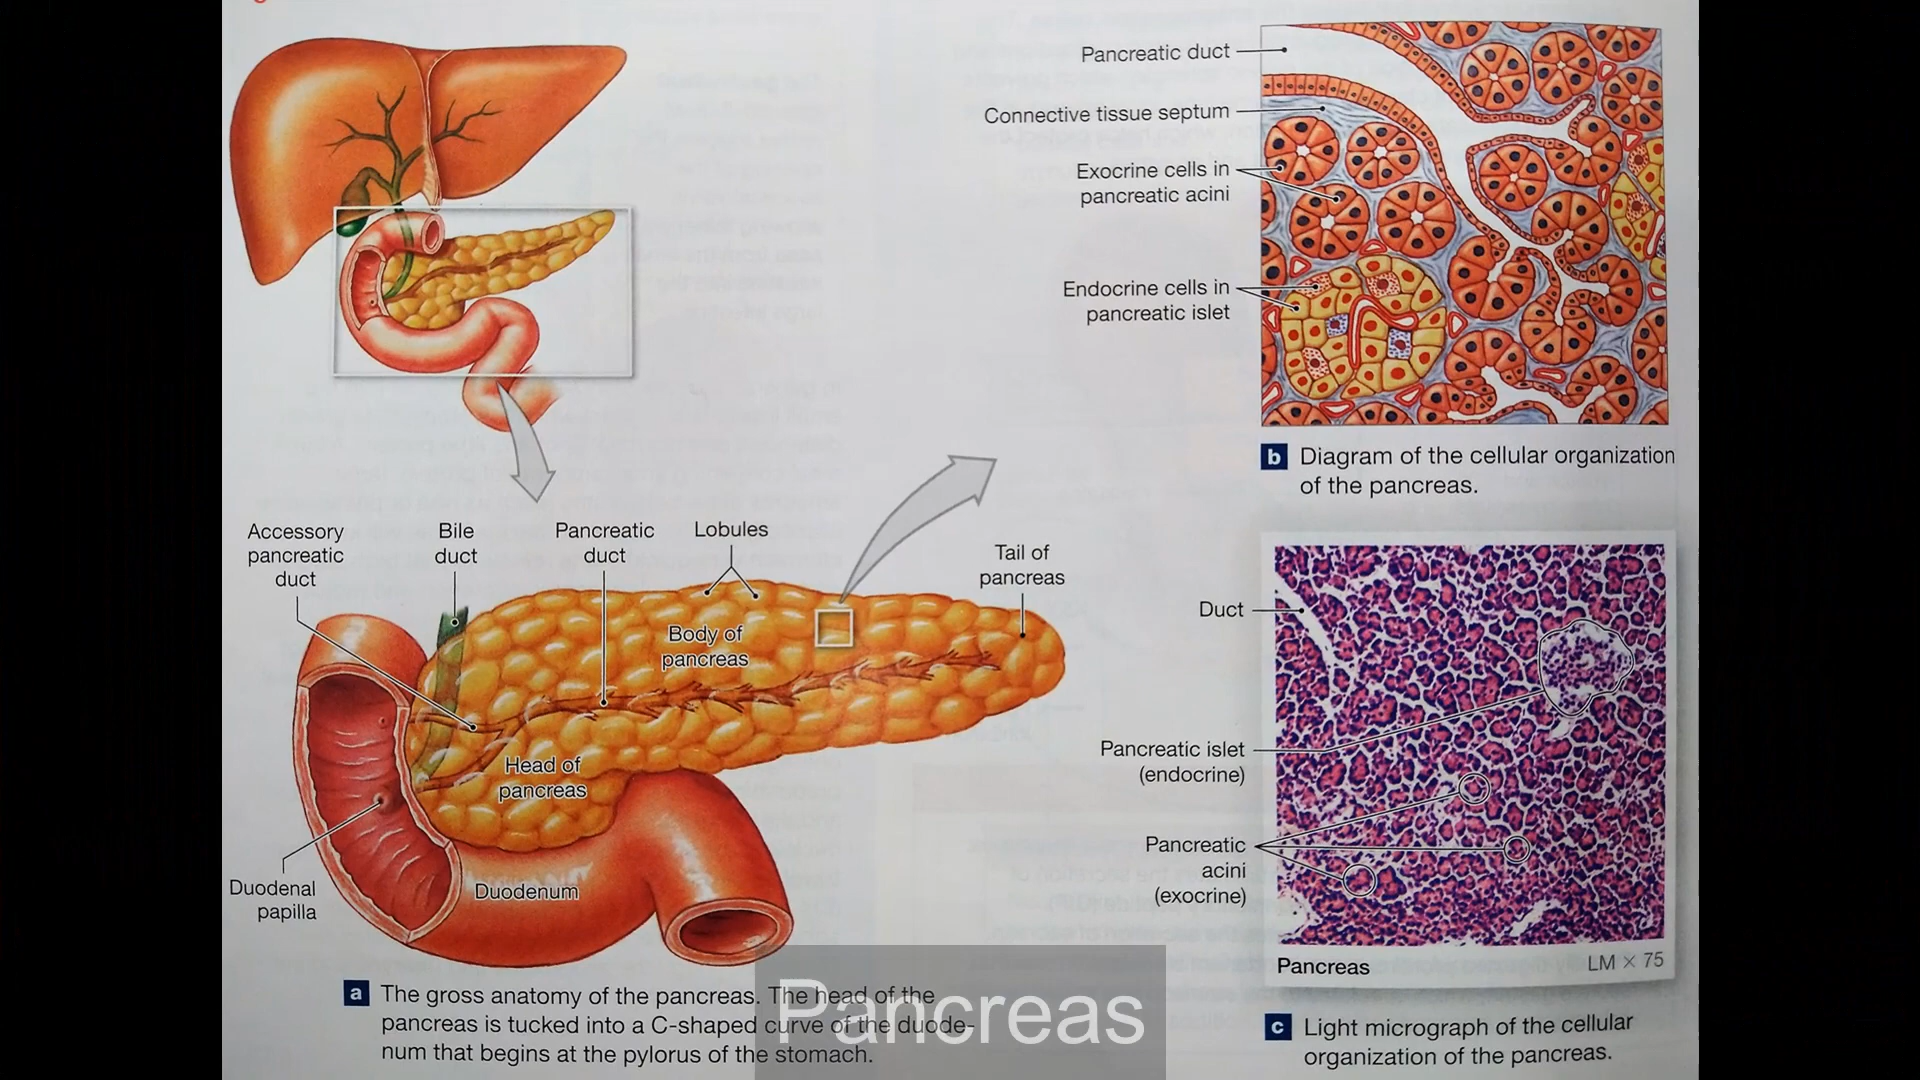 Pancreatic duct
Connective tissue septum
Exocrine cells in
pancreatic acini
Endocrine cells in
pancreatic islet
b Diagram of the cellular organization
of the pancreas.
Accessory
pancreatic
duct
Bile
duct
Pancreatic
duct
Lobules
Tail of
pancreas
Body of
pancreas
Head of
pancreas
Duodenal
papilla
Duodenum
a The gross anatomy of the pancreas. The head of the
pancreas is tucked into a C-shaped curve of the duode-
num that begins at the pylorus of the stomach.
Duct
Pancreatic islet
(endocrine)
Pancreatic
acini
(exocrine)
Pancreas
LM × 75
c Light micrograph of the cellular
organization of the pancreas.
Pancreas